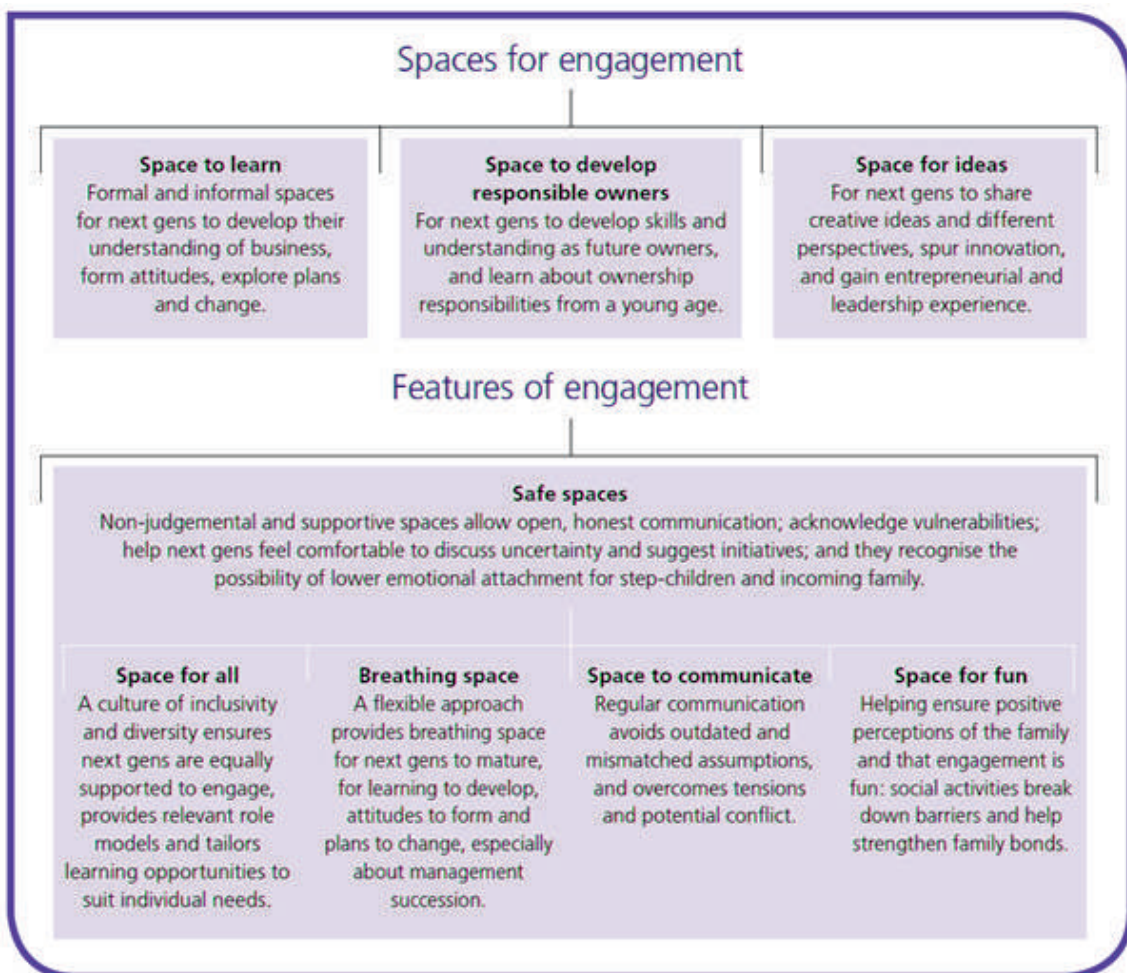 Spaces for engagement
Space to learn
Formal and informal spaces
for next gens to develop their
understanding of business,
form attitudes, explore plans
and change.
Space to develop
responsible owners
For next gens to develop skills and
understanding as future owners,
and learn about ownership
responsibilities from a young age.
Space for ideas
For next gens to share
creative ideas and different
perspectives, spur innovation,
and gain entrepreneurial and
leadership experience.
Features of engagement
Safe spaces
Non-judgemental and supportive spaces allow open, honest communication; acknowledge vulnerabilities;
help next gens feel comfortable to discuss uncertainty and suggest initiatives; and they recognise the
possibility of lower emotional attachment for step-children and incoming family.
Space for all
A culture of inclusivity
and diversity ensures
next gens are equally
supported to engage,
provides relevant role
models and tailors
learning opportunities to
suit individual needs.
Breathing space
A flexible approach
provides breathing space
for next gens to mature,
for learning to develop,
attitudes to form and
plans to change, especially
about management
succession.
Space to communicate
Regular communication
avoids outdated and
mismatched assumptions,
and overcomes tensions
and potential conflict.
Space for fun
Helping ensure positive
perceptions of the family
and that engagement is
fun: social activities break
down barriers and help
strengthen family bonds.